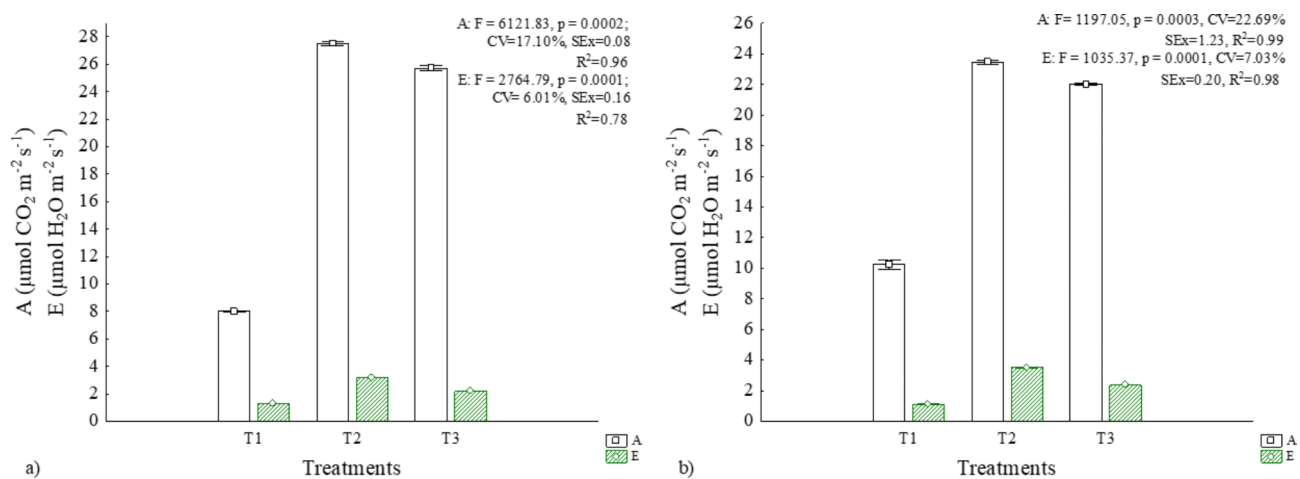 A: F = 6121.83, p = 0.0002;
CV=17.10%, SEx=0.08
R²=0.96
E: F = 2764.79, p = 0.0001;
CV= 6.01%, SEx=0.16
R²=0.78
A (µmol CO₂ m⁻² s⁻¹)
E (µmol H₂O m⁻² s⁻¹)
28
26
24
22
20
18
16
14
12
10
8
6
4
2
0
T1 T2 T3
Treatments
A
E
a)
A: F= 1197.05, p = 0.0003, CV=22.69%
SEx=1.23, R²=0.99
E: F = 1035.37, p = 0.0001, CV=7.03%
SEx=0.20, R²=0.98
A (µmol CO₂ m⁻² s⁻¹)
E (µmol H₂O m⁻² s⁻¹)
26
24
22
20
18
16
14
12
10
8
6
4
2
0
T1 T2 T3
Treatments
A
E
b)